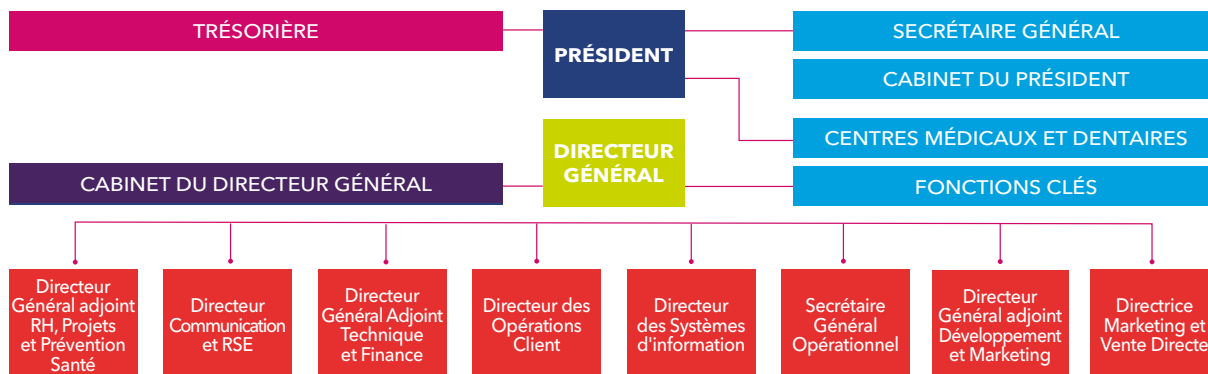 TRÉSORIÈRE
PRÉSIDENT
SECRÉTAIRE GÉNÉRAL
CABINET DU PRÉSIDENT
CENTRES MÉDICAUX ET DENTAIRES
DIRECTEUR
GÉNÉRAL
CABINET DU DIRECTEUR GÉNÉRAL
FONCTIONS CLÉS
Directeur
Général adjoint
RH, Projets
et Prévention
Santé
Directeur
Communication
et RSE
Directeur
Général Adjoint
Technique
et Finance
Directeur des
Opérations
Client
Directeur
des Systèmes
d'information
Secrétaire
Général
Opérationnel
Directeur
Général adjoint
Développement
et Marketing
Directrice
Marketing et
Vente Directe